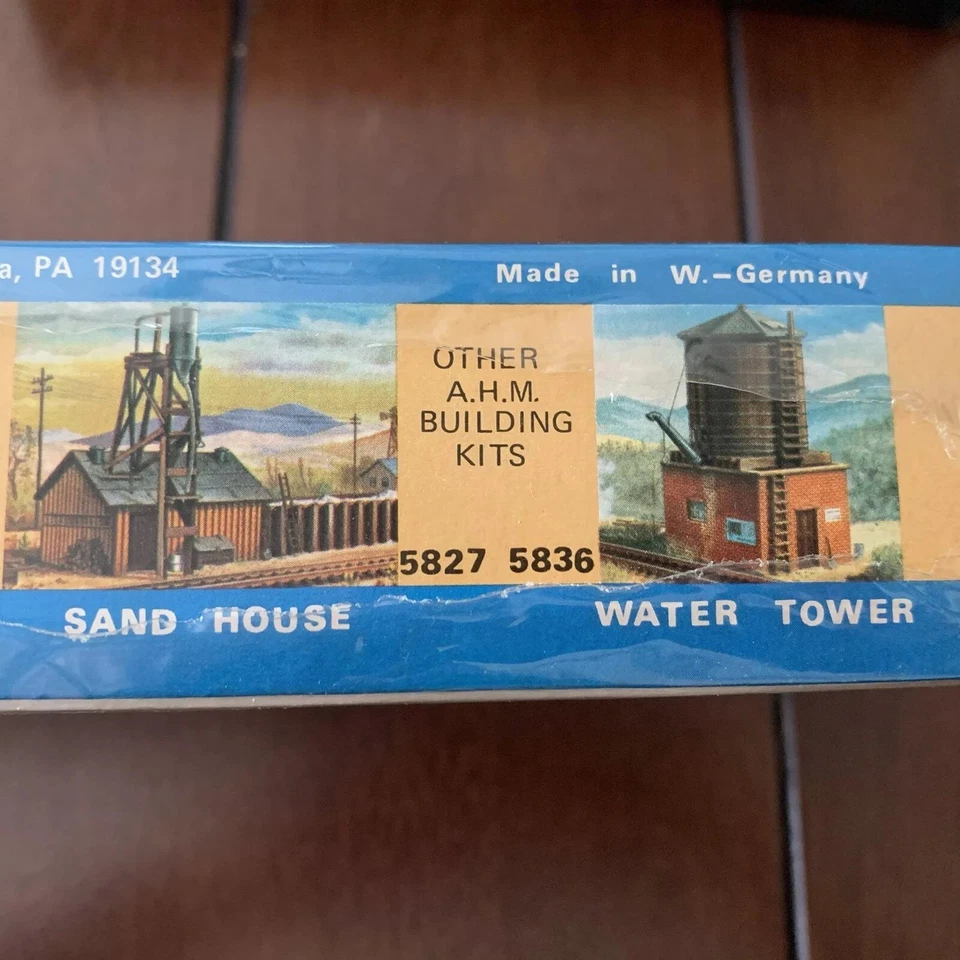 a, PA 19134
Made in W.–Germany
OTHER
A.H.M.
BUILDING
KITS
5827 5836
SAND HOUSE
WATER TOWER